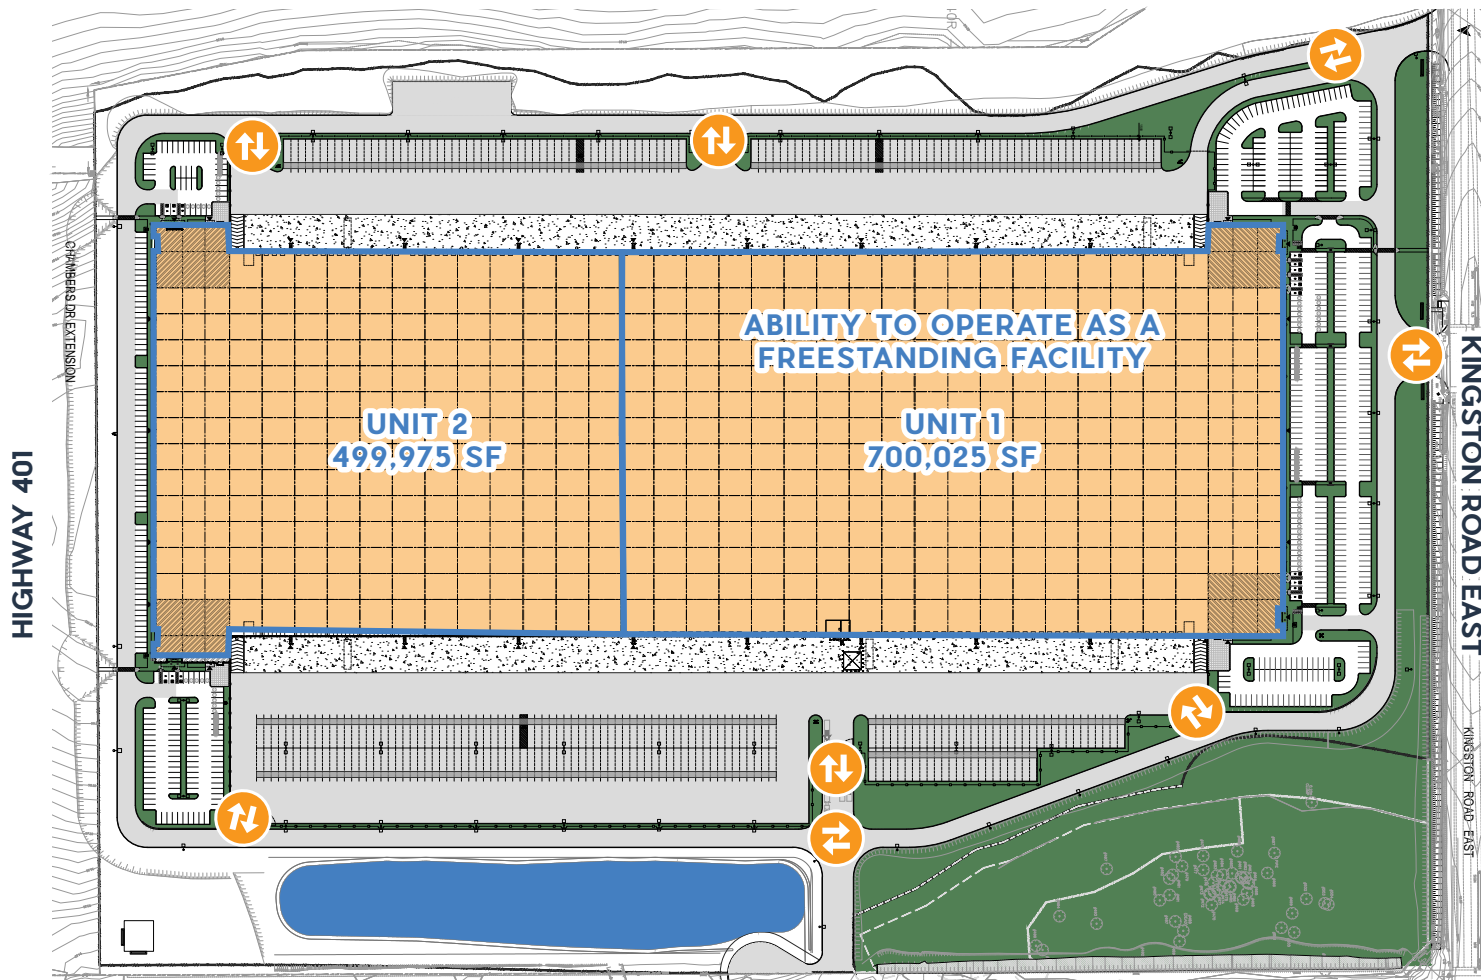 HIGHWAY 401
CHAMBERS DR EXTENSION
ABILITY TO OPERATE AS A
FREESTANDING FACILITY
UNIT 2
499,975 SF
UNIT 1
700,025 SF
KINGSTON ROAD EAST
KINGSTON ROAD EAST